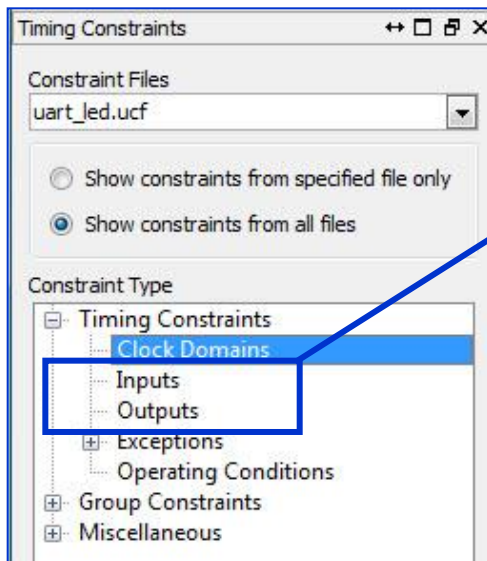 Timing Constraints
Constraint Files
uart_led.ucf
Show constraints from specified file only
Show constraints from all files
Constraint Type
Timing Constraints
Clock Domains
Inputs
Outputs
Exceptions
Operating Conditions
Group Constraints
Miscellaneous